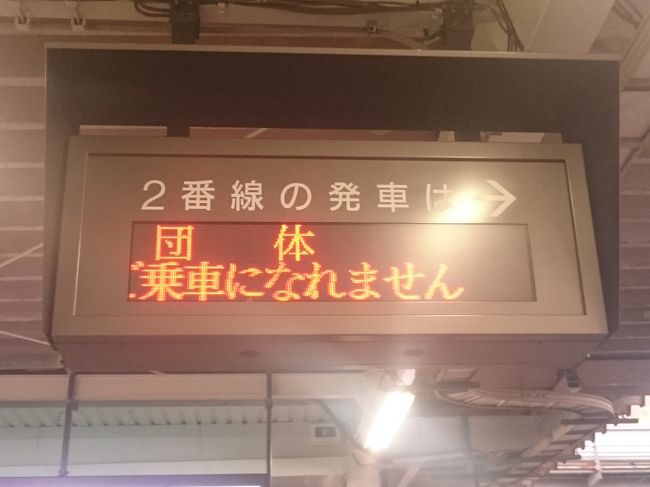 2番線の発車は→
団 体
ご乗車になれません